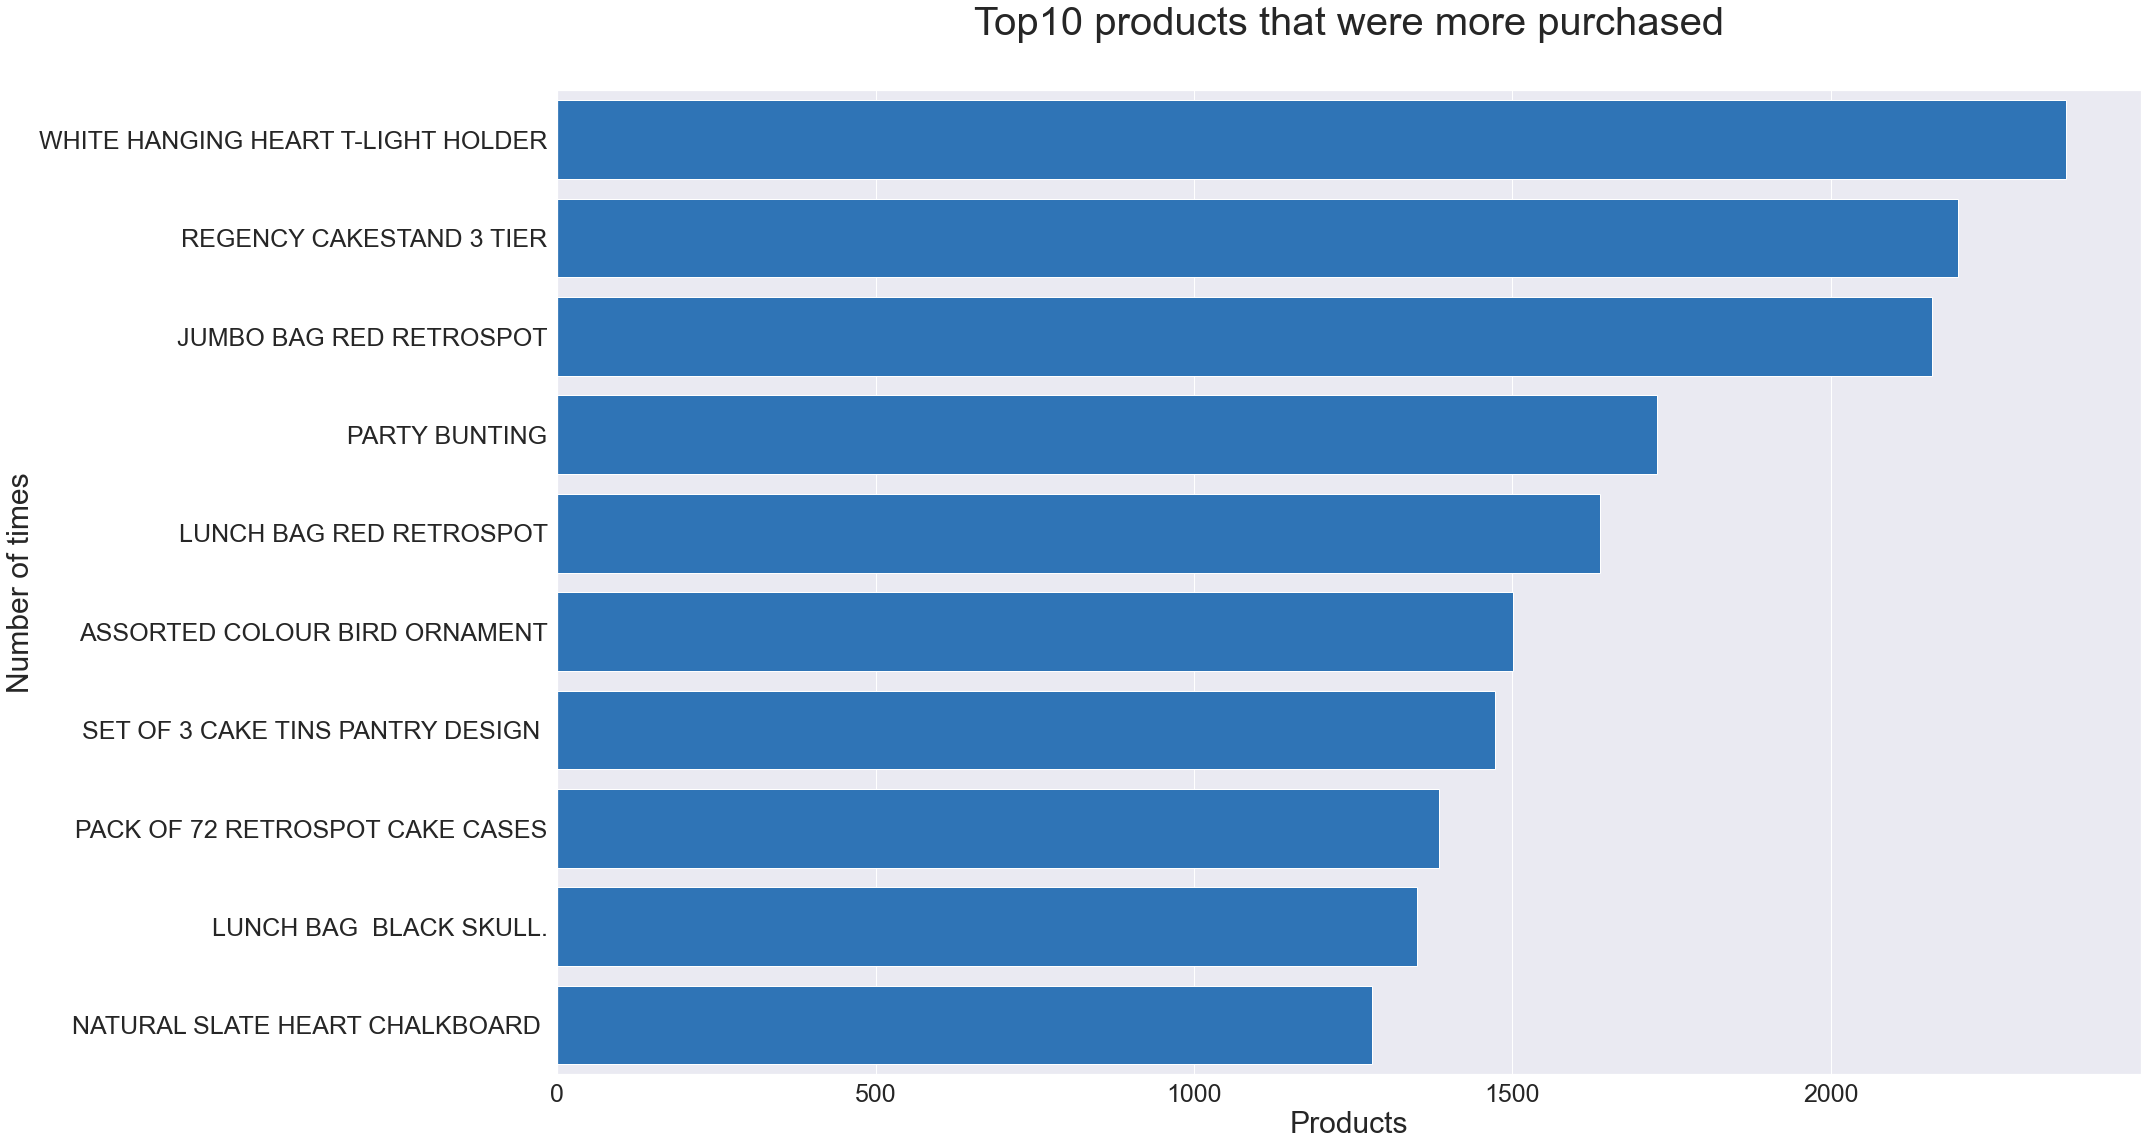 Top10 products that were more purchased
WHITE HANGING HEART T-LIGHT HOLDER
REGENCY CAKESTAND 3 TIER
JUMBO BAG RED RETROSPOT
PARTY BUNTING
LUNCH BAG RED RETROSPOT
ASSORTED COLOUR BIRD ORNAMENT
SET OF 3 CAKE TINS PANTRY DESIGN
PACK OF 72 RETROSPOT CAKE CASES
LUNCH BAG  BLACK SKULL.
NATURAL SLATE HEART CHALKBOARD
Number of times
0 500 1000 1500 2000
Products